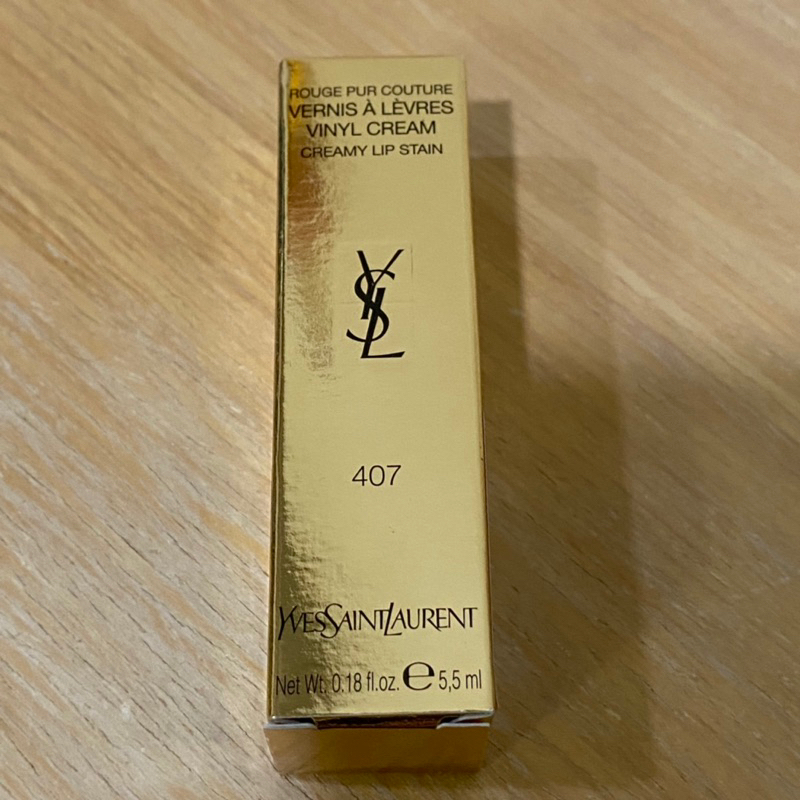 ROUGE PUR COUTURE
VERNIS À LÈVRES
VINYL CREAM
CREAMY LIP STAIN
YSL
407
YVESSAINTLAURENT
Net Wt. 0.18 fl.oz. ℮ 5,5 ml